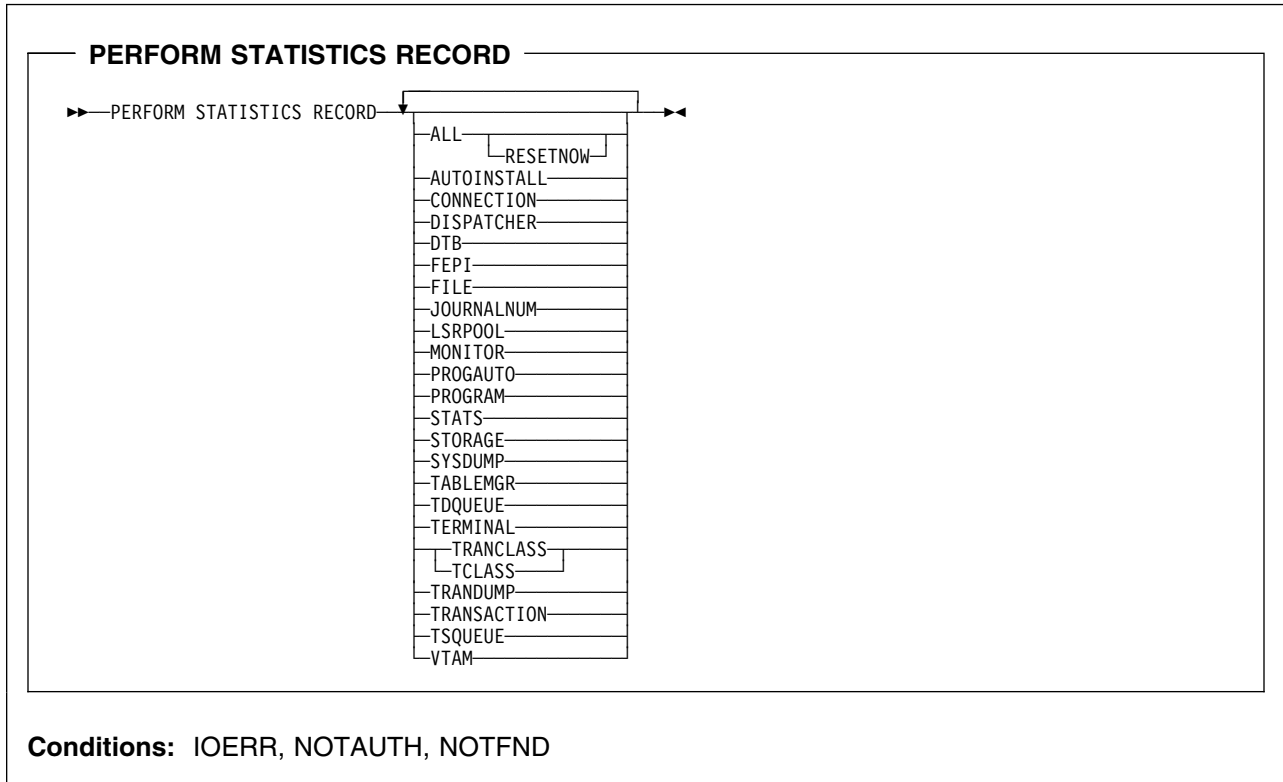 PERFORM STATISTICS RECORD
PERFORM STATISTICS RECORD
ALL
RESETNOW
AUTOINSTALL
CONNECTION
DISPATCHER
DTB
FEPI
FILE
JOURNALNUM
LSRPOOL
MONITOR
PROGAUTO
PROGRAM
STATS
STORAGE
SYSDUMP
TABLEMGR
TDQUEUE
TERMINAL
TRANCLASS
TCLASS
TRANDUMP
TRANSACTION
TSQUEUE
VTAM
Conditions: IOERR, NOTAUTH, NOTFND